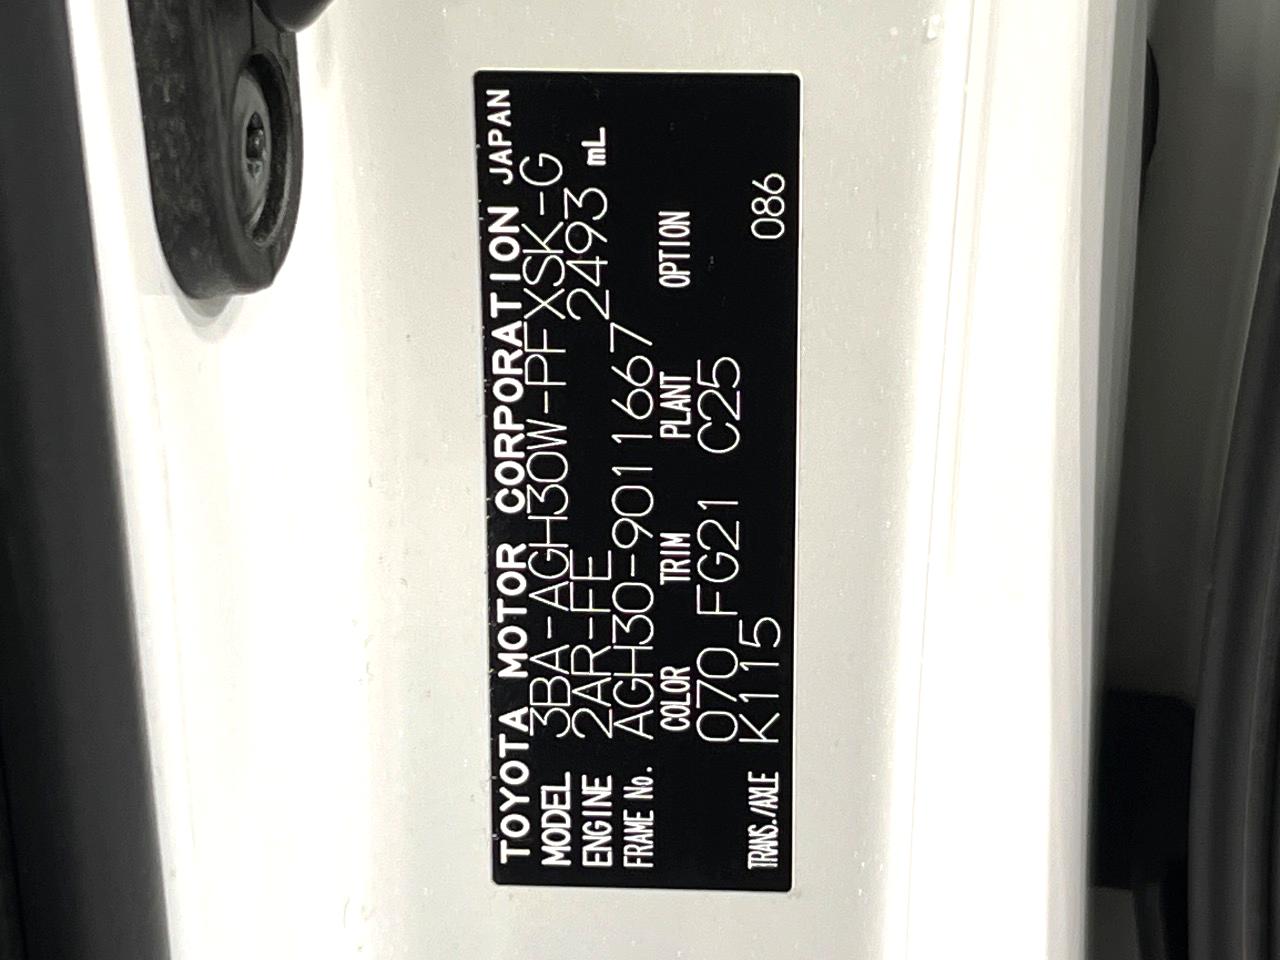 TOYOTA MOTOR CORPORATION JAPAN
MODEL 3BA-AGH30W-PFXSK-G
ENGINE 2AR-FE 2493 mL
FRAME No. AGH30-9011667
COLOR TRIM PLANT OPTION
070 FG21 C25
TRANS./AXLE K115 086